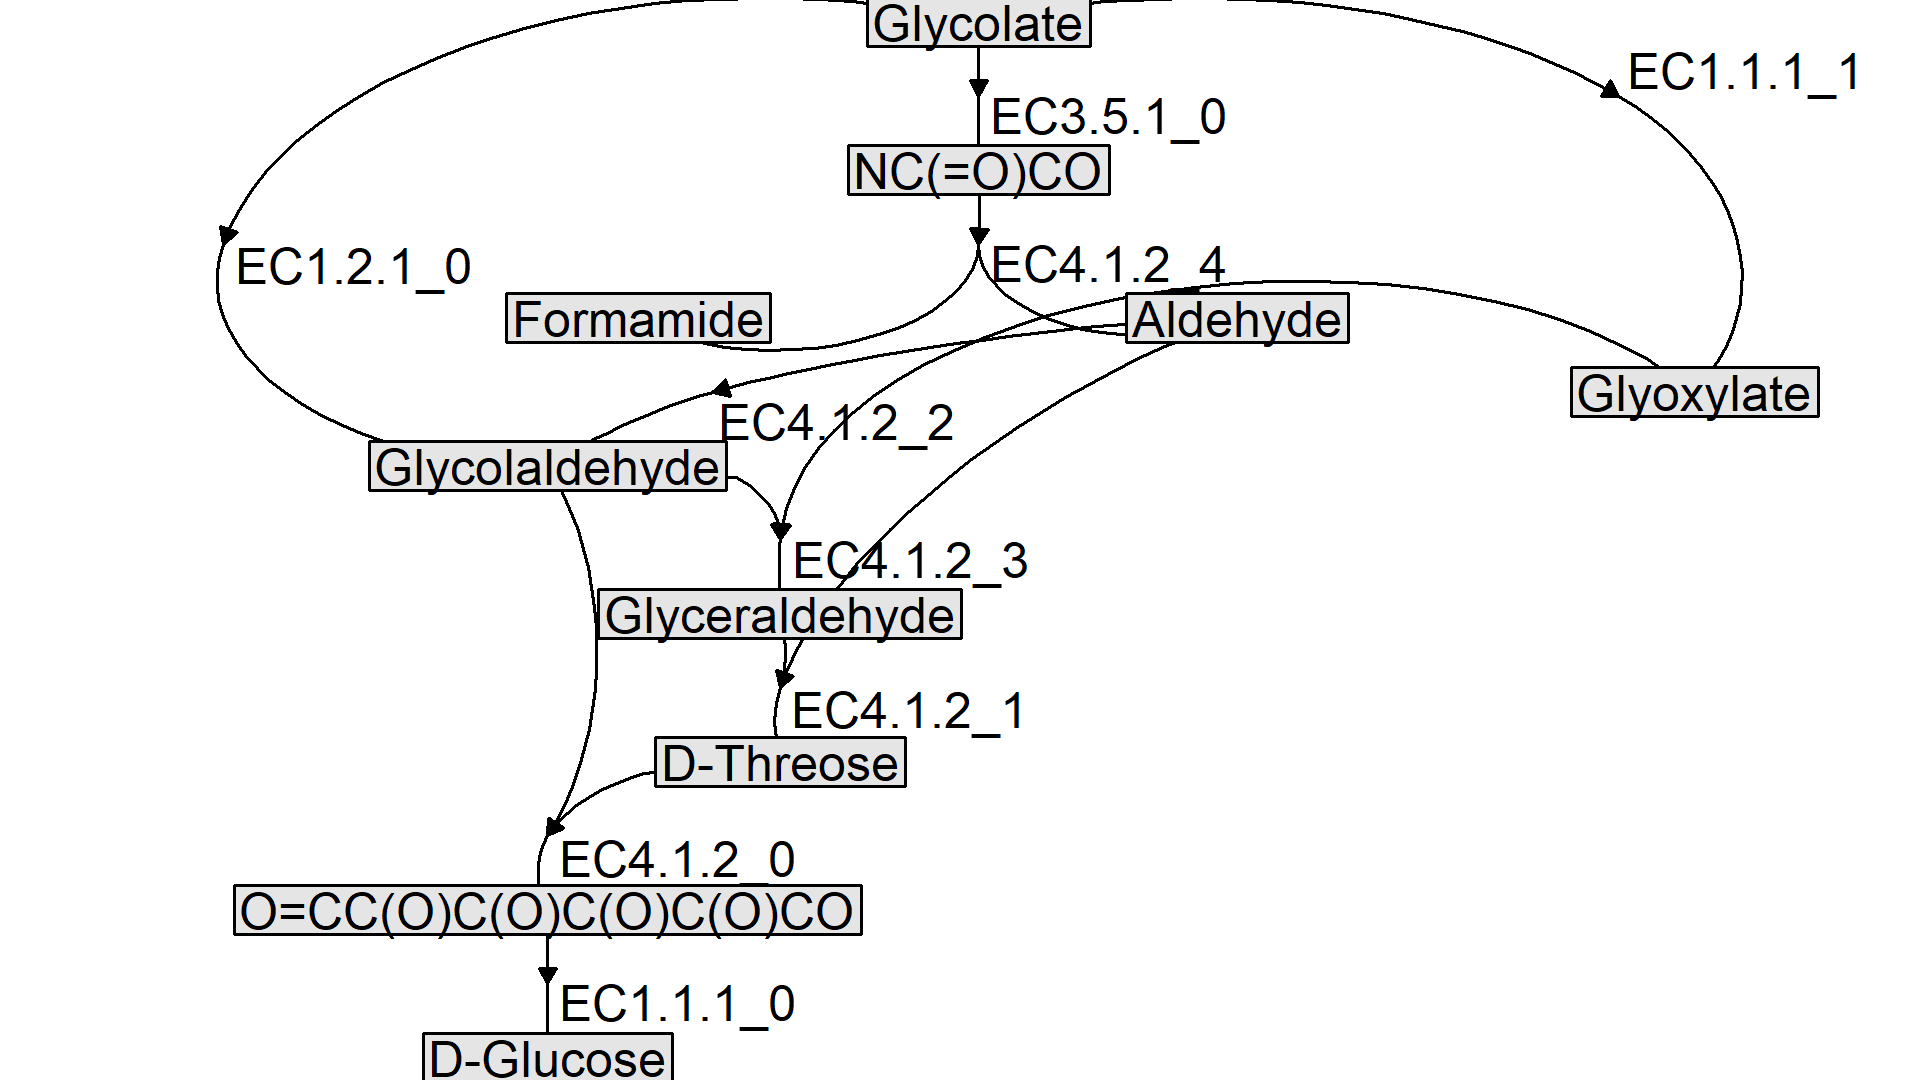 Glycolate
EC1.1.1_1
EC3.5.1_0
NC(=O)CO
EC1.2.1_0
EC4.1.2_4
Formamide
Aldehyde
Glyoxylate
EC4.1.2_2
Glycolaldehyde
EC4.1.2_3
Glyceraldehyde
EC4.1.2_1
D-Threose
EC4.1.2_0
O=CC(O)C(O)C(O)C(O)CO
EC1.1.1_0
D-Glucose